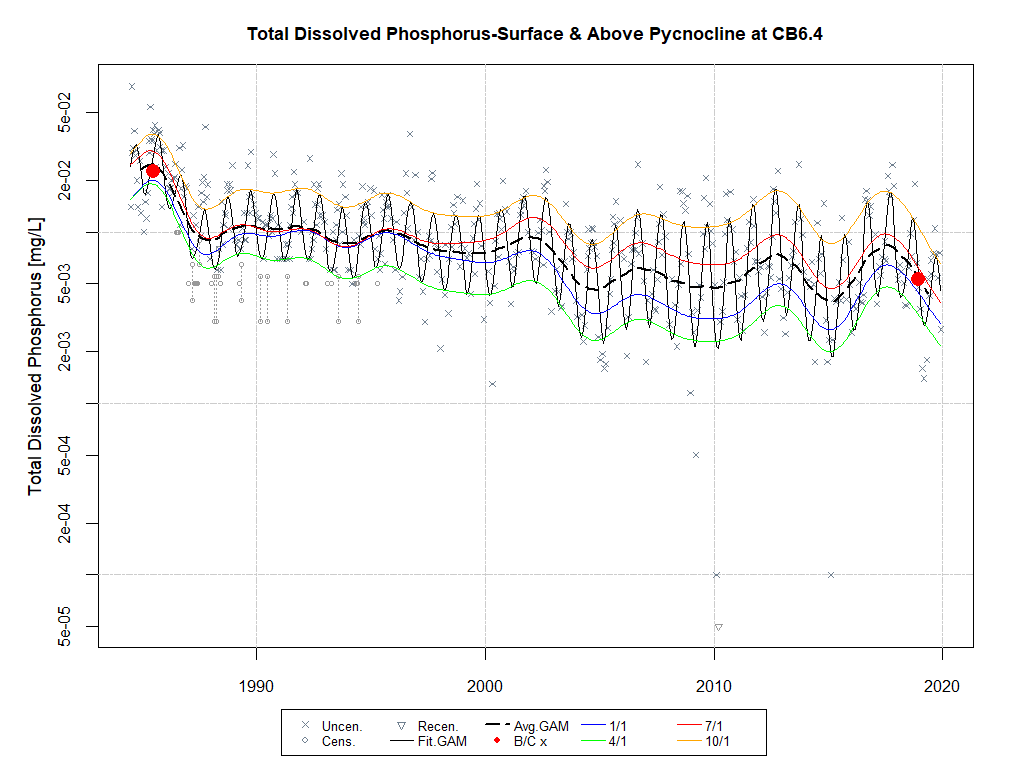 Total Dissolved Phosphorus-Surface & Above Pycnocline at CB6.4
Total Dissolved Phosphorus [mg/L]
5e-02
2e-02
5e-03
2e-03
5e-04
2e-04
5e-05
1990 2000 2010 2020
Uncen. Recen. Avg.GAM 1/1 7/1
Cens. Fit.GAM B/C x 4/1 10/1